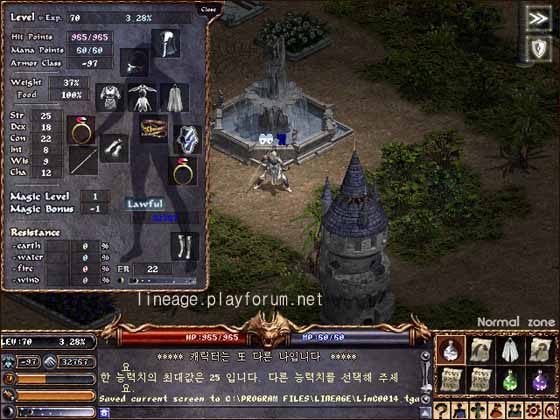 Close
Level - Exp. 70 3.28%
Hit Points 965/965
Mana Points 60/60
Armor Class -97
Weight 37%
Food 100%
Str 25
Dex 18
Con 22
Int 8
Wis 9
Cha 12
Magic Level 1
Magic Bonus -1
Lawful
32767
Resistance
-earth 0 %
-water 0 %
-fire 0 % ER 22
-wind 0 %
lineage.playforum.net
Normal zone
LEV:70 3.28%
HP:965/965
MP:60/60
-97 32767
***** 캐릭터는 또 다른 나입니다. *****
한 능력치의 최대값은 25 입니다. 다른 능력치를 선택해 주세
요
Saved current screen to C:\PROGRAM FILES\LINEAGE\LinC0014.tga